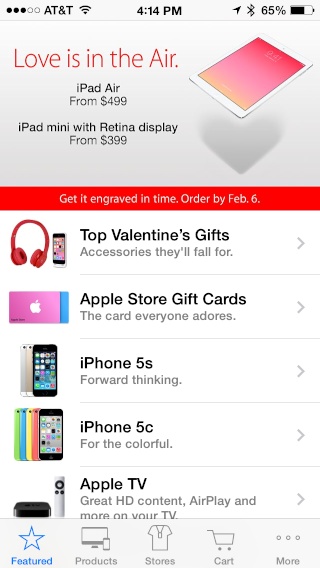 AT&T 4:14 PM 65%
Love is in the Air.
iPad Air
From $499
iPad mini with Retina display
From $399
Get it engraved in time. Order by Feb. 6.
Top Valentine's Gifts
Accessories they'll fall for.
Apple Store Gift Cards
The card everyone adores.
iPhone 5s
Forward thinking.
iPhone 5c
For the colorful.
Apple TV
Great HD content, AirPlay and
more on your TV.
Featured Products Stores Cart More